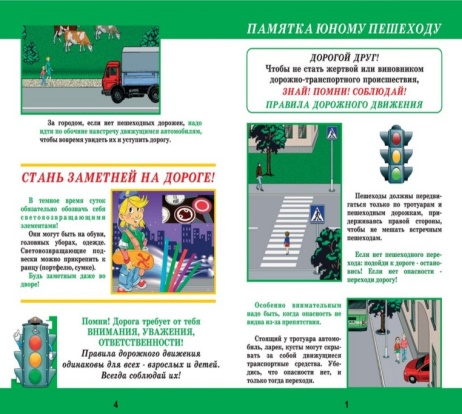 За городом, если нет пешеходных дорожек, надо
идти по обочине навстречу движущимся автомобилям,
чтобы вовремя увидеть их и уступить дорогу.
СТАНЬ ЗАМЕТНЕЙ НА ДОРОГЕ!
В темное время суток
обязательно обозначь себя
световозвращающими
элементами!
Они могут быть на обуви,
головных уборах, одежде.
Световозвращающие под-
вески можно прикрепить к
ранцу (портфелю, сумке).
Будь заметным даже во
дворе!
Помни! Дорога требует от тебя
ВНИМАНИЯ, УВАЖЕНИЯ,
ОТВЕТСТВЕННОСТИ!
Правила дорожного движения
одинаковы для всех - взрослых и детей.
Всегда соблюдай их!
4
ПАМЯТКА ЮНОМУ ПЕШЕХОДУ
ДОРОГОЙ ДРУГ!
Чтобы не стать жертвой или виновником
дорожно-транспортного происшествия,
ЗНАЙ! ПОМНИ! СОБЛЮДАЙ!
ПРАВИЛА ДОРОЖНОГО ДВИЖЕНИЯ
Пешеходы должны передви-
гаться только по тротуарам и
пешеходным дорожкам, при-
держиваясь правой стороны,
чтобы не мешать встречным
пешеходам.
Если нет пешеходного пере-
хода: подойди к дороге - остано-
вись! Если нет опасности -
переходи дорогу!
Особенно внимательным
надо быть, когда опасность не
видна из-за препятствия.
Стоящий у тротуара автомо-
биль, ларек, кусты могут скры-
вать за собой движущиеся
транспортные средства. Убе-
дись, что опасности нет, и
только тогда переходи.
1